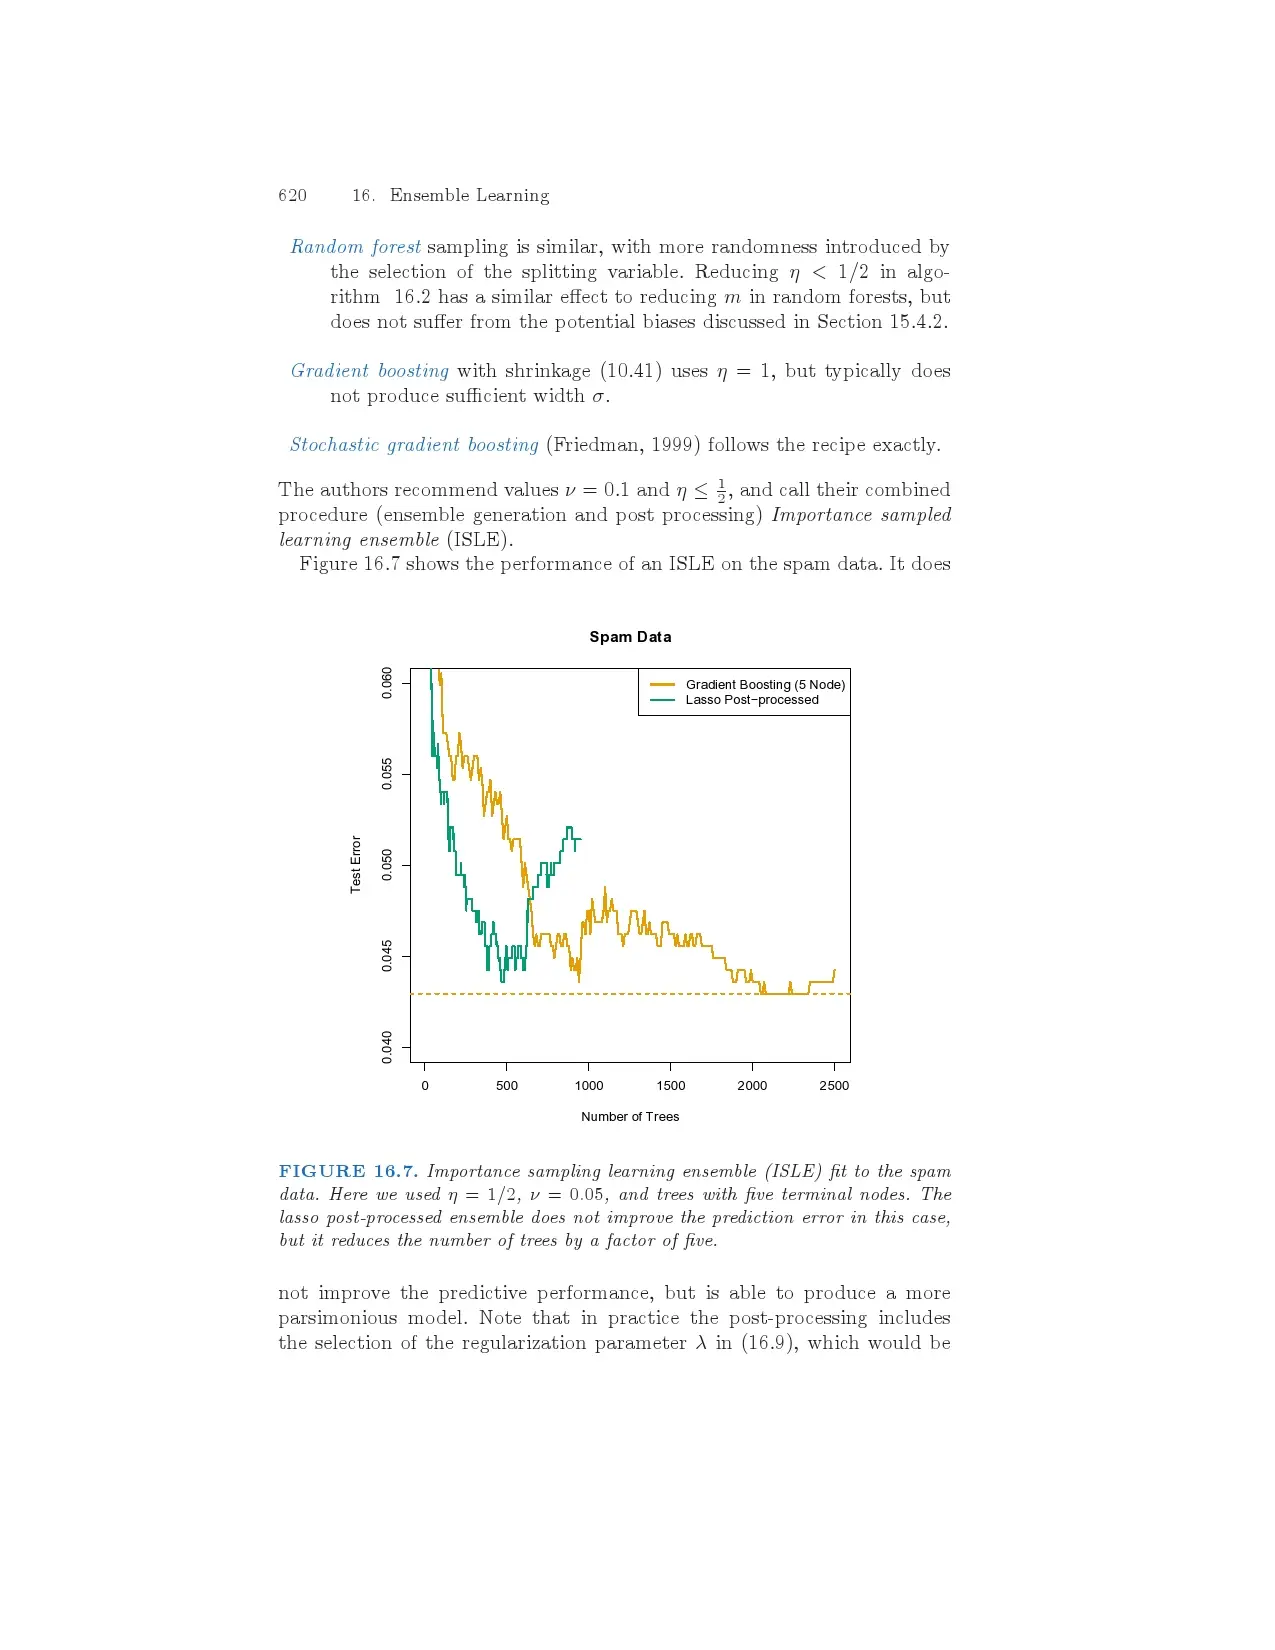 620 16. Ensemble Learning
Random forest sampling is similar, with more randomness introduced by
the selection of the splitting variable. Reducing η < 1/2 in algo-
rithm 16.2 has a similar effect to reducing m in random forests, but
does not suffer from the potential biases discussed in Section 15.4.2.
Gradient boosting with shrinkage (10.41) uses η = 1, but typically does
not produce sufficient width σ.
Stochastic gradient boosting (Friedman, 1999) follows the recipe exactly.
The authors recommend values ν = 0.1 and η ≤ 1/2, and call their combined
procedure (ensemble generation and post processing) Importance sampled
learning ensemble (ISLE).
Figure 16.7 shows the performance of an ISLE on the spam data. It does
Spam Data
Gradient Boosting (5 Node)
Lasso Post−processed
0.060
0.055
0.050
0.045
0.040
Test Error
0 500 1000 1500 2000 2500
Number of Trees
FIGURE 16.7. Importance sampling learning ensemble (ISLE) fit to the spam
data. Here we used η = 1/2, ν = 0.05, and trees with five terminal nodes. The
lasso post-processed ensemble does not improve the prediction error in this case,
but it reduces the number of trees by a factor of five.
not improve the predictive performance, but is able to produce a more
parsimonious model. Note that in practice the post-processing includes
the selection of the regularization parameter λ in (16.9), which would be